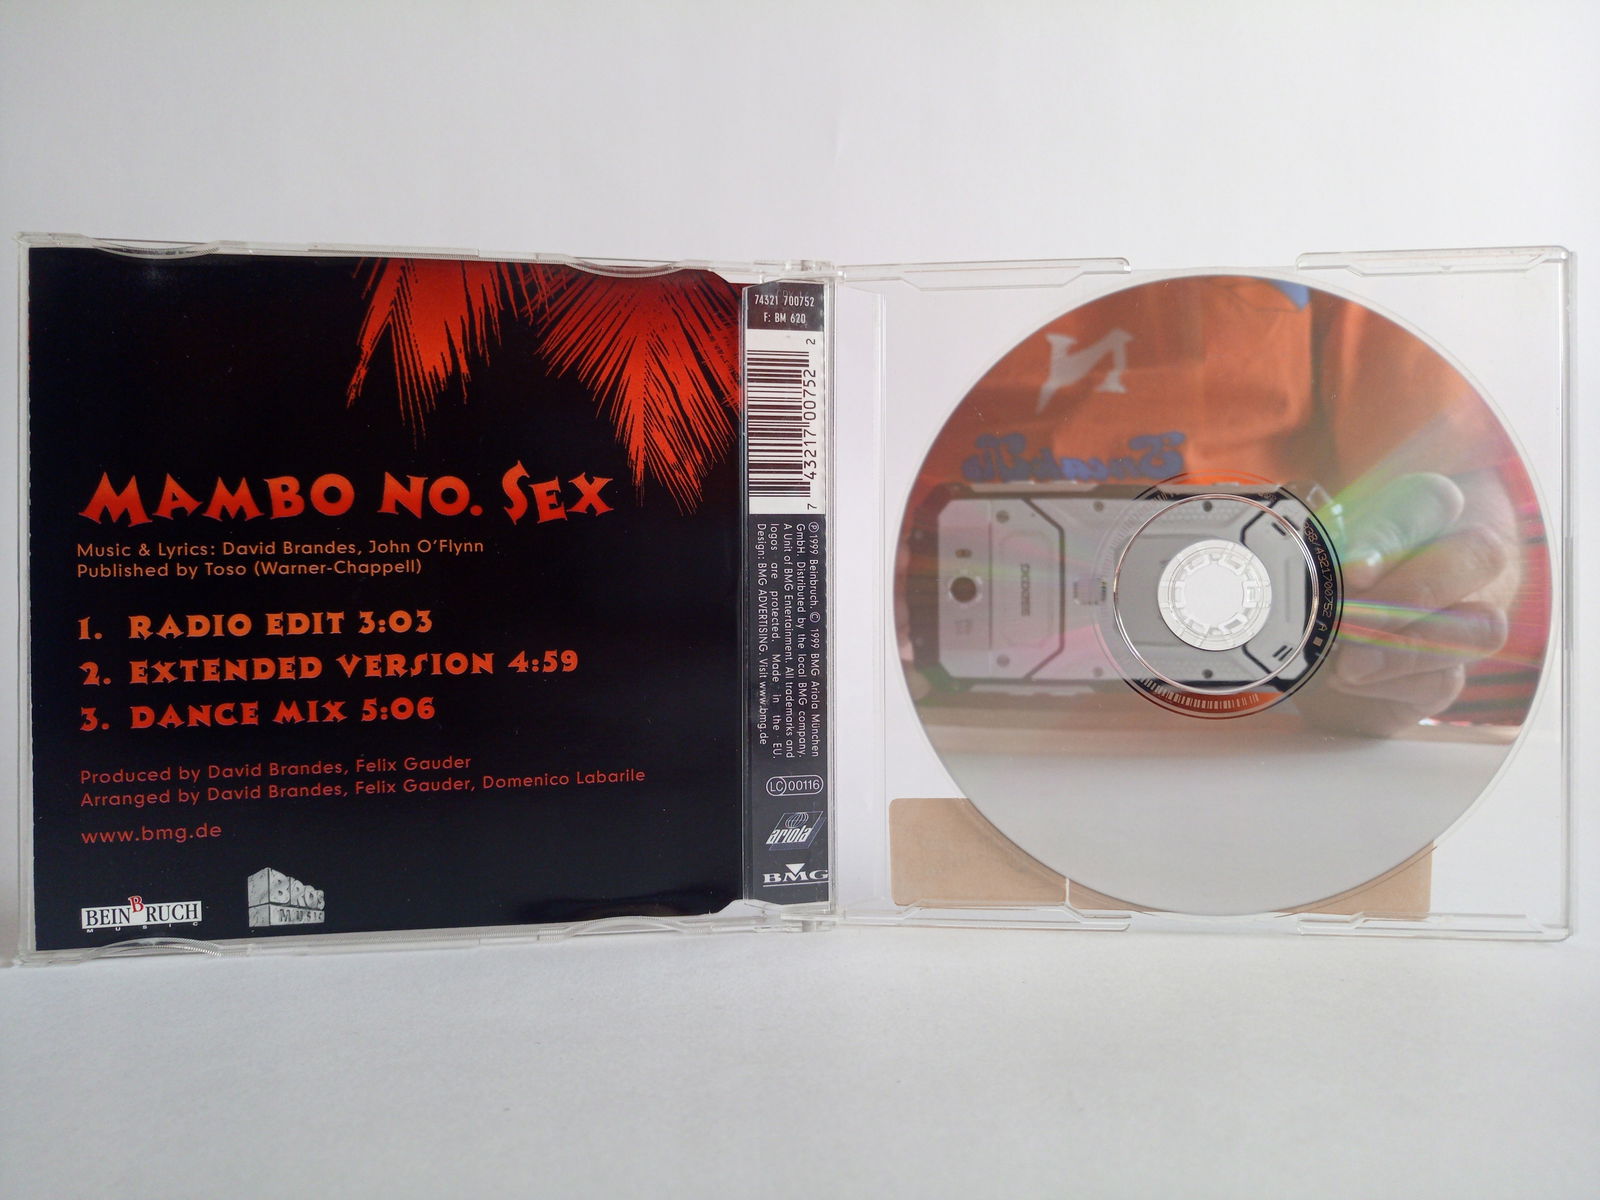 MAMBO NO. SEX
Music & Lyrics: David Brandes, John O'Flynn
Published by Toso (Warner-Chappell)
1. RADIO EDIT 3:03
2. EXTENDED VERSION 4:59
3. DANCE MIX 5:06
Produced by David Brandes, Felix Gauder
Arranged by David Brandes, Felix Gauder, Domenico Labarile
www.bmg.de
BEINBRUCH
MUSIC
BROS
MUSIC
74321 700752
F: BM 620
7 43217 00752 2
℗ 1999 Beinbruch. © 1999 BMG Ariola München
GmbH. Distributed by the local BMG company.
A Unit of BMG Entertainment. All trademarks and
logos are protected. Made in the EU.
Design: BMG ADVERTISING. Visit www.bmg.de
LC 00116
ariola
BMG